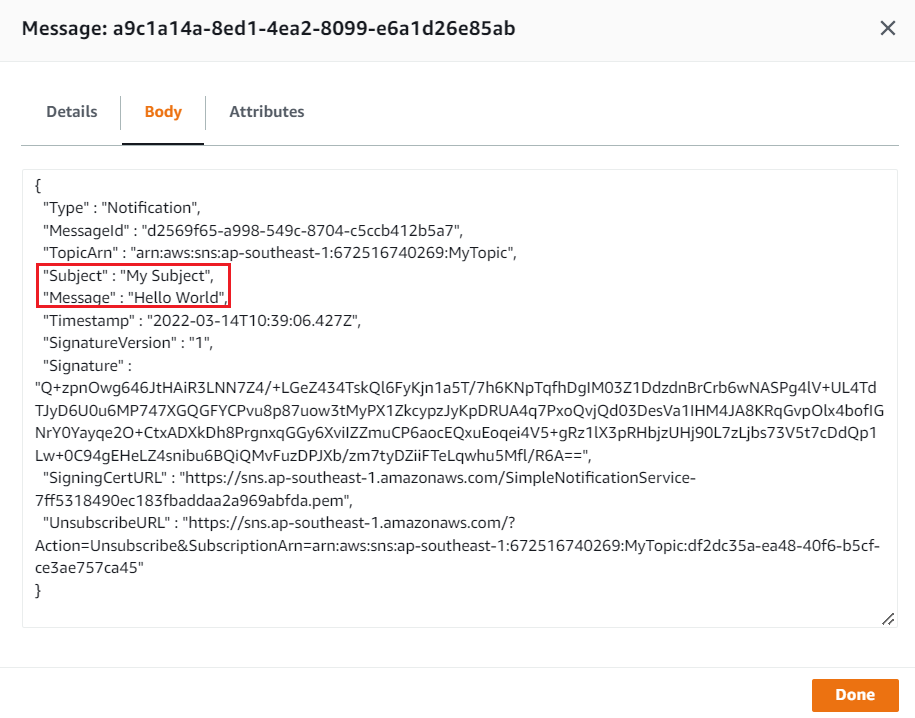 Message: a9c1a14a-8ed1-4ea2-8099-e6a1d26e85ab
Details
Body
Attributes
{
"Type" : "Notification",
"MessageId" : "d2569f65-a998-549c-8704-c5ccb412b5a7",
"TopicArn" : "arn:aws:sns:ap-southeast-1:672516740269:MyTopic",
"Subject" : "My Subject",
"Message" : "Hello World",
"Timestamp" : "2022-03-14T10:39:06.427Z",
"SignatureVersion" : "1",
"Signature" :
"Q+zpnOwg646JtHAiR3LNN7Z4/+LGeZ434TskQl6FyKjn1a5T/7h6KNpTqfhDgIM03Z1DdzdnBrCrb6wNASPg4lV+UL4Td
TJyD6U0u6MP747XGQGFYCPvu8p87uow3tMyPX1ZkcypzJyKpDRUA4q7PxoQvjQd03DesVa1IHM4JA8KRqGvpOlx4bofIG
NrY0Yayqe2O+CtxADXkDh8PrgnxqGGy6XviIZZmuCP6aocEQxuEoqei4V5+gRz1lX3pRHbjzUHj90L7zLjbs73V5t7cDdQp1
Lw+0C94gEHeLZ4snibu6BQiQMvFuzDPJXb/zm7tyDZiiFTeLqwhu5Mfl/R6A==",
"SigningCertURL" : "https://sns.ap-southeast-1.amazonaws.com/SimpleNotificationService-
7ff5318490ec183fbaddaa2a969abfda.pem",
"UnsubscribeURL" : "https://sns.ap-southeast-1.amazonaws.com/?
Action=Unsubscribe&SubscriptionArn=arn:aws:sns:ap-southeast-1:672516740269:MyTopic:df2dc35a-ea48-40f6-b5cf-
ce3ae757ca45"
}
Done